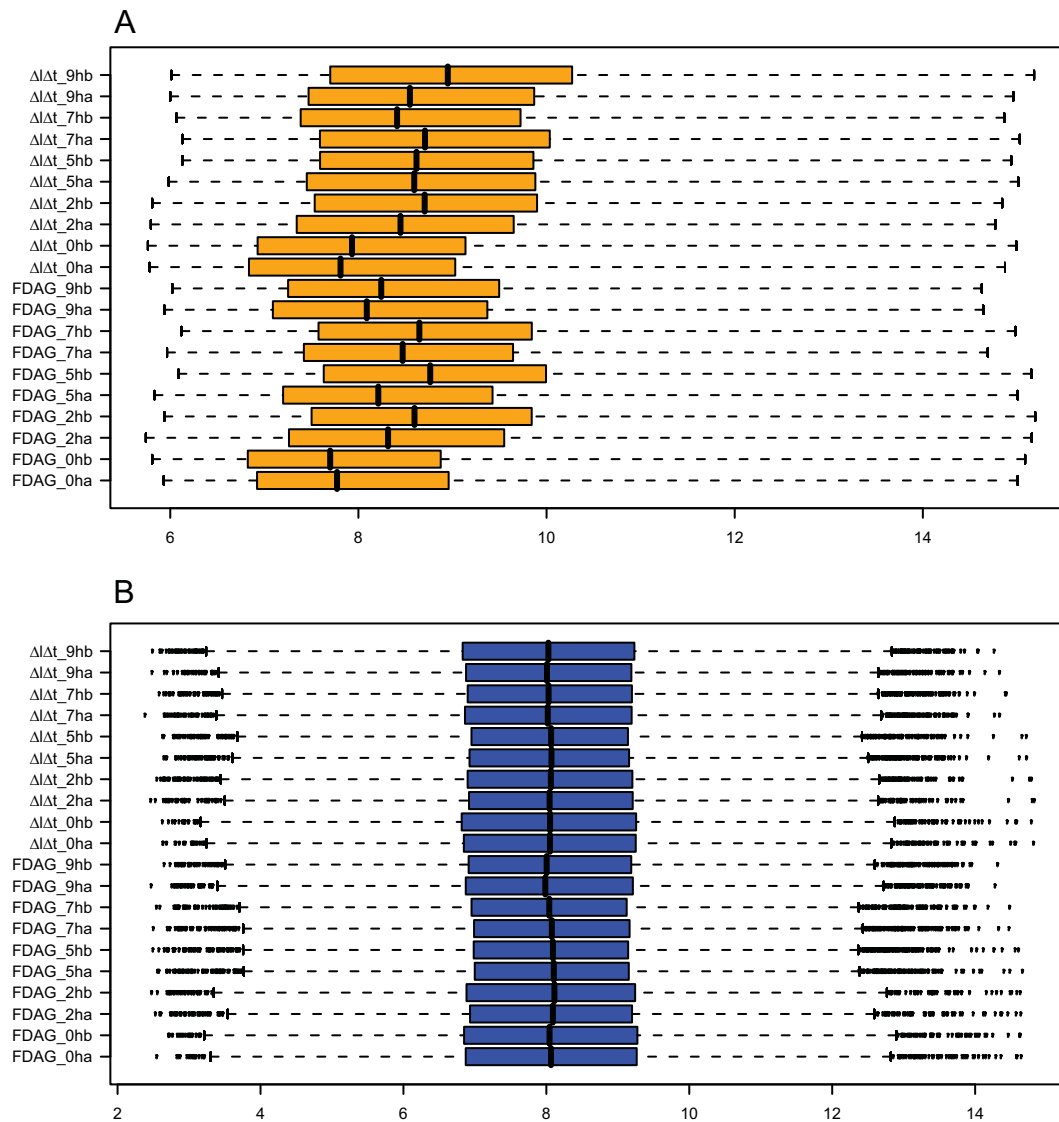 A
ΔIΔt_9hb
ΔIΔt_9ha
ΔIΔt_7hb
ΔIΔt_7ha
ΔIΔt_5hb
ΔIΔt_5ha
ΔIΔt_2hb
ΔIΔt_2ha
ΔIΔt_0hb
ΔIΔt_0ha
FDAG_9hb
FDAG_9ha
FDAG_7hb
FDAG_7ha
FDAG_5hb
FDAG_5ha
FDAG_2hb
FDAG_2ha
FDAG_0hb
FDAG_0ha
6 8 10 12 14
B
ΔIΔt_9hb
ΔIΔt_9ha
ΔIΔt_7hb
ΔIΔt_7ha
ΔIΔt_5hb
ΔIΔt_5ha
ΔIΔt_2hb
ΔIΔt_2ha
ΔIΔt_0hb
ΔIΔt_0ha
FDAG_9hb
FDAG_9ha
FDAG_7hb
FDAG_7ha
FDAG_5hb
FDAG_5ha
FDAG_2hb
FDAG_2ha
FDAG_0hb
FDAG_0ha
2 4 6 8 10 12 14